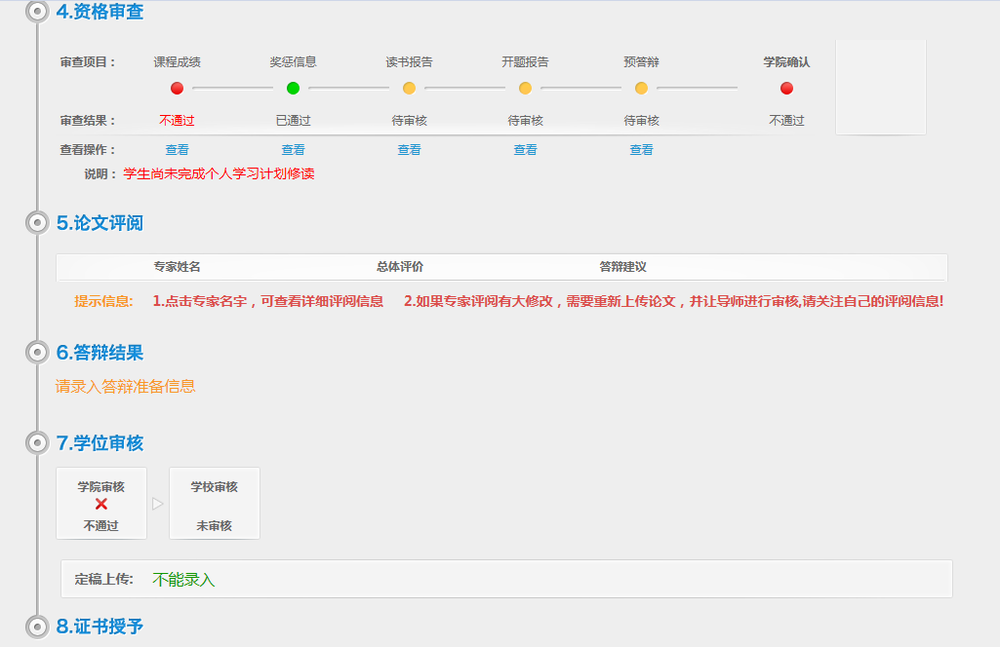 4.资格审查
审查项目： 课程成绩 奖惩信息 读书报告 开题报告 预答辩 学院确认
审查结果： 不通过 已通过 待审核 待审核 待审核 不通过
查看操作： 查看 查看 查看 查看 查看
说明： 学生尚未完成个人学习计划修读
5.论文评阅
专家姓名 总体评价 答辩建议
提示信息: 1.点击专家名字，可查看详细评阅信息 2.如果专家评阅有大修改，需要重新上传论文，并让导师进行审核,请关注自己的评阅信息!
6.答辩结果
请录入答辩准备信息
7.学位审核
学院审核 学校审核
不通过 未审核
定稿上传: 不能录入
8.证书授予